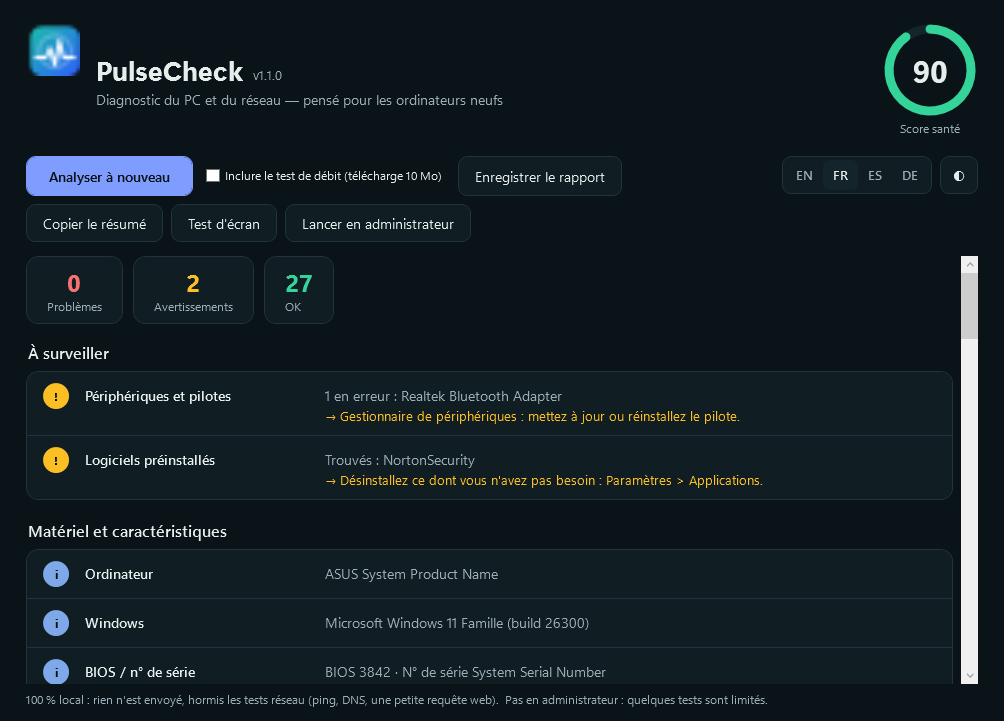 PulseCheck v1.1.0
Diagnostic du PC et du réseau — pensé pour les ordinateurs neufs
90
Score santé
Analyser à nouveau
Inclure le test de débit (télécharge 10 Mo)
Enregistrer le rapport
EN FR ES DE
Copier le résumé
Test d'écran
Lancer en administrateur
0
Problèmes
2
Avertissements
27
OK
À surveiller
! Périphériques et pilotes
1 en erreur : Realtek Bluetooth Adapter
→ Gestionnaire de périphériques : mettez à jour ou réinstallez le pilote.
! Logiciels préinstallés
Trouvés : NortonSecurity
→ Désinstallez ce dont vous n'avez pas besoin : Paramètres > Applications.
Matériel et caractéristiques
i Ordinateur ASUS System Product Name
i Windows Microsoft Windows 11 Famille (build 26300)
i BIOS / n° de série BIOS 3842 · N° de série System Serial Number
100 % local : rien n'est envoyé, hormis les tests réseau (ping, DNS, une petite requête web). Pas en administrateur : quelques tests sont limités.